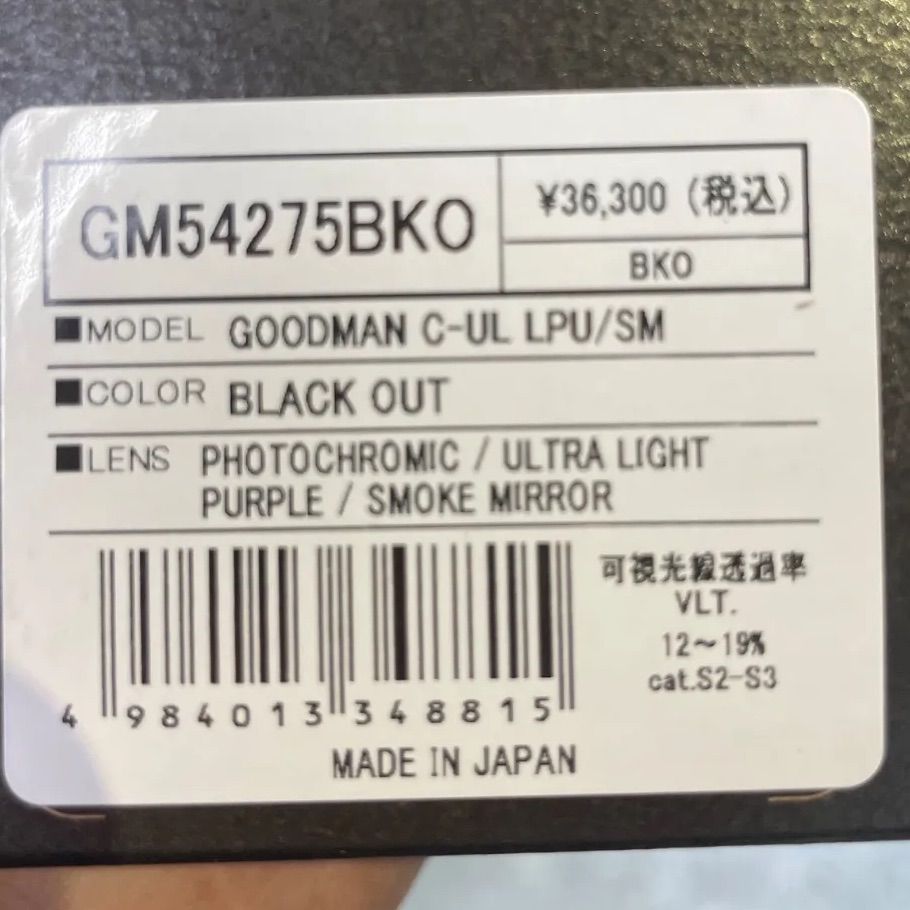 GM54275BKO
¥36,300 (税込)
BKO
■MODEL GOODMAN C-UL LPU/SM
■COLOR BLACK OUT
■LENS PHOTOCHROMIC / ULTRA LIGHT
PURPLE / SMOKE MIRROR
可視光線透過率
VLT.
12～19%
cat.S2-S3
4 984013 348815
MADE IN JAPAN